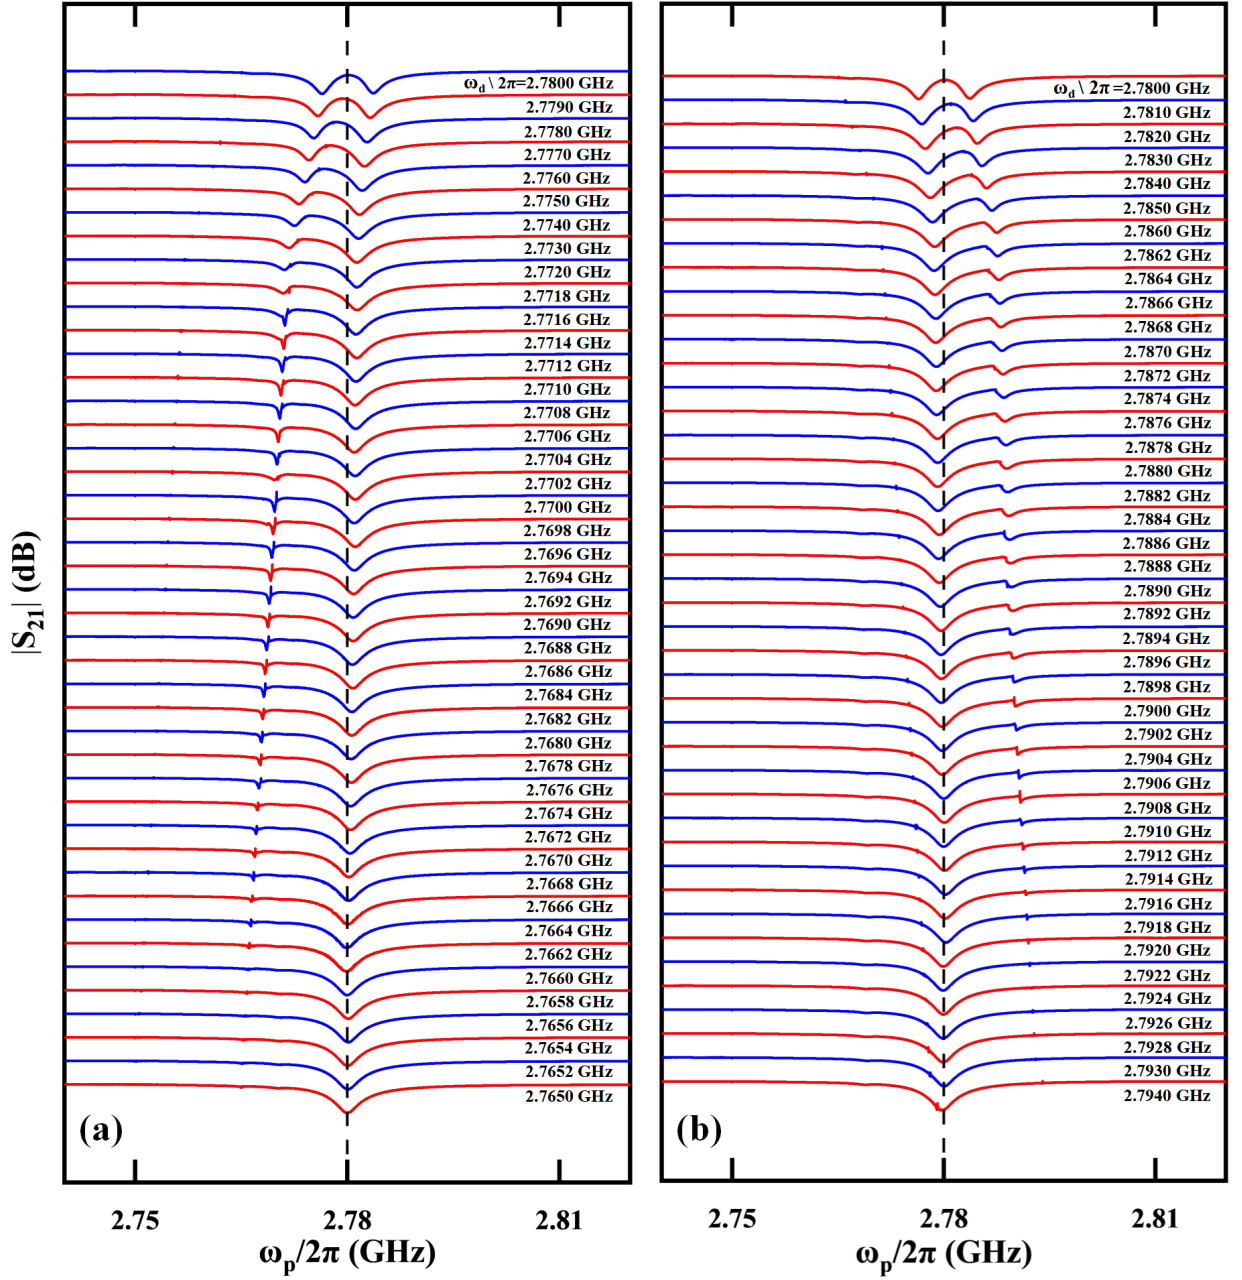 |S21| (dB)
ωd \ 2π=2.7800 GHz
2.7790 GHz
2.7780 GHz
2.7770 GHz
2.7760 GHz
2.7750 GHz
2.7740 GHz
2.7730 GHz
2.7720 GHz
2.7718 GHz
2.7716 GHz
2.7714 GHz
2.7712 GHz
2.7710 GHz
2.7708 GHz
2.7706 GHz
2.7704 GHz
2.7702 GHz
2.7700 GHz
2.7698 GHz
2.7696 GHz
2.7694 GHz
2.7692 GHz
2.7690 GHz
2.7688 GHz
2.7686 GHz
2.7684 GHz
2.7682 GHz
2.7680 GHz
2.7678 GHz
2.7676 GHz
2.7674 GHz
2.7672 GHz
2.7670 GHz
2.7668 GHz
2.7666 GHz
2.7664 GHz
2.7662 GHz
2.7660 GHz
2.7658 GHz
2.7656 GHz
2.7654 GHz
2.7652 GHz
2.7650 GHz
(a)
2.75 2.78 2.81
ωp/2π (GHz)
ωd \ 2π =2.7800 GHz
2.7810 GHz
2.7820 GHz
2.7830 GHz
2.7840 GHz
2.7850 GHz
2.7860 GHz
2.7862 GHz
2.7864 GHz
2.7866 GHz
2.7868 GHz
2.7870 GHz
2.7872 GHz
2.7874 GHz
2.7876 GHz
2.7878 GHz
2.7880 GHz
2.7882 GHz
2.7884 GHz
2.7886 GHz
2.7888 GHz
2.7890 GHz
2.7892 GHz
2.7894 GHz
2.7896 GHz
2.7898 GHz
2.7900 GHz
2.7902 GHz
2.7904 GHz
2.7906 GHz
2.7908 GHz
2.7910 GHz
2.7912 GHz
2.7914 GHz
2.7916 GHz
2.7918 GHz
2.7920 GHz
2.7922 GHz
2.7924 GHz
2.7926 GHz
2.7928 GHz
2.7930 GHz
2.7940 GHz
(b)
2.75 2.78 2.81
ωp/2π (GHz)